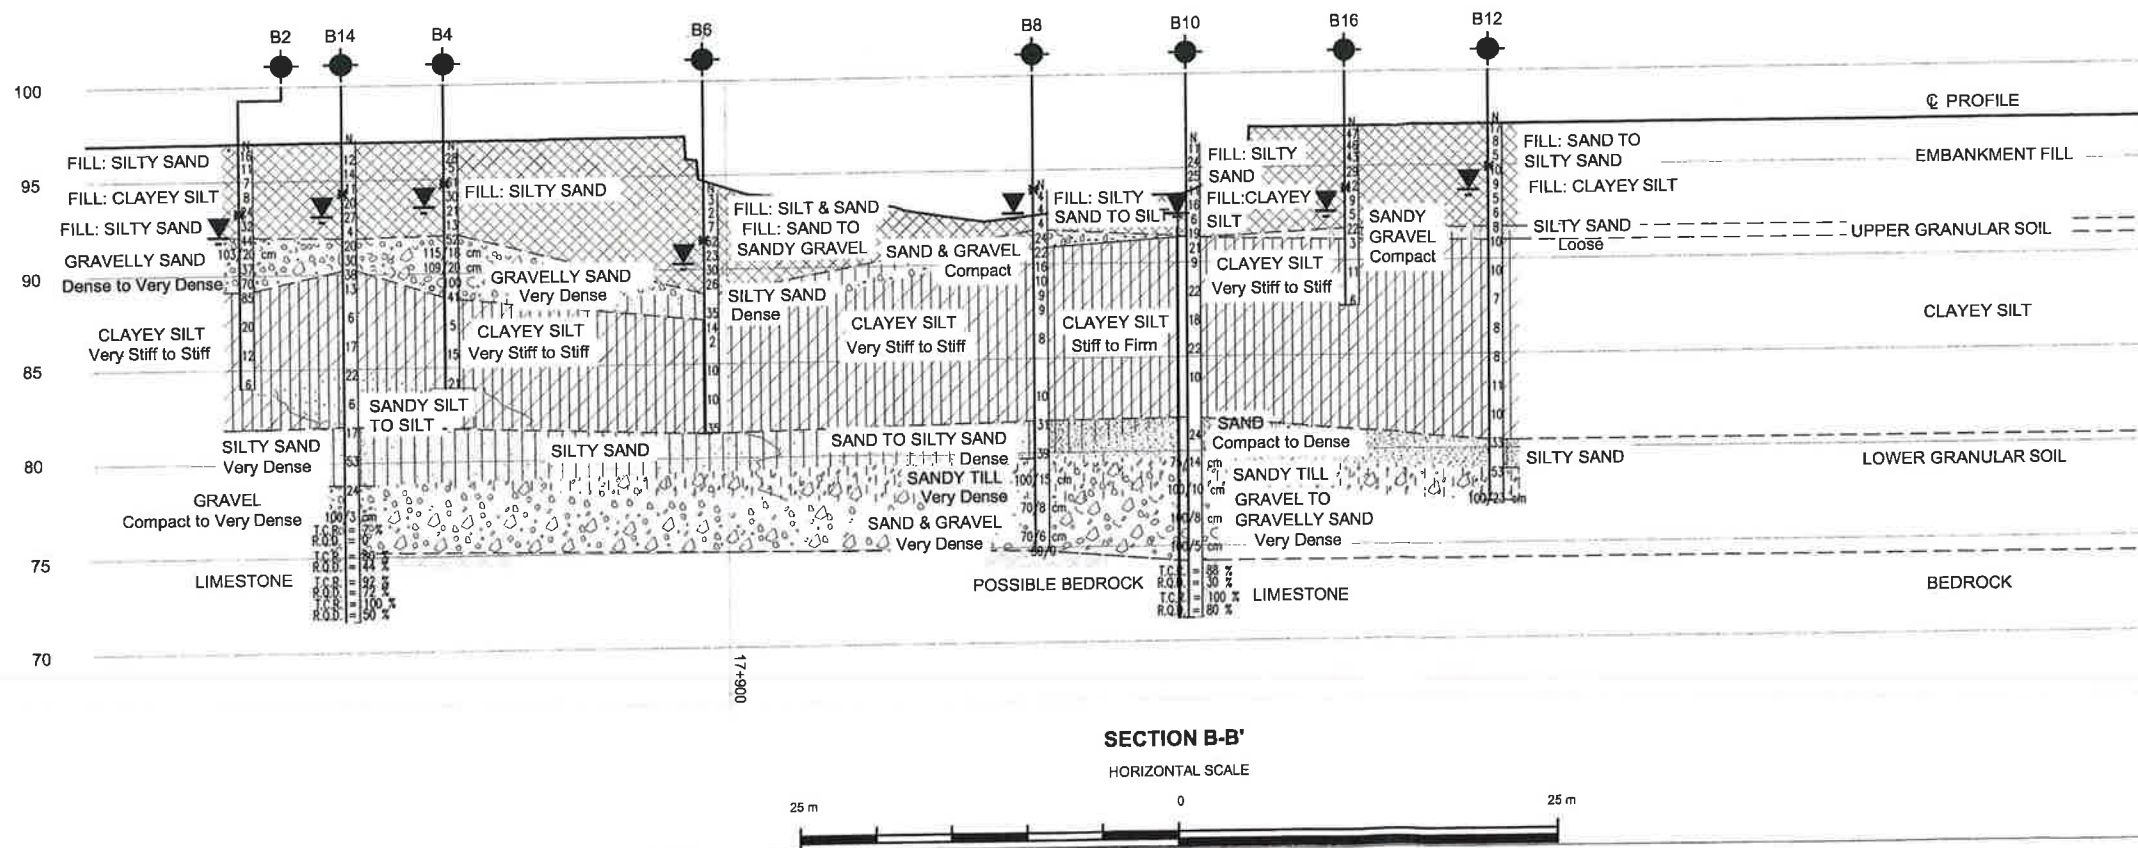 B2
B14
B4
B6
B8
B10
B16
B12
100
95
90
85
80
75
70
℄ PROFILE
FILL: SILTY SAND
FILL: CLAYEY SILT
FILL: SILTY SAND
GRAVELLY SAND
Dense to Very Dense
CLAYEY SILT
Very Stiff to Stiff
SILTY SAND
Very Dense
GRAVEL
Compact to Very Dense
LIMESTONE
FILL: SILTY SAND
GRAVELLY SAND
Very Dense
CLAYEY SILT
Very Stiff to Stiff
SANDY SILT
TO SILT
SILTY SAND
FILL: SILT & SAND
FILL: SAND TO
SANDY GRAVEL
SILTY SAND
Dense
SAND & GRAVEL
Compact
CLAYEY SILT
Very Stiff to Stiff
SAND TO SILTY SAND
Dense
SANDY TILL
Very Dense
SAND & GRAVEL
Very Dense
POSSIBLE BEDROCK
FILL: SILTY
SAND TO SILT
CLAYEY SILT
Stiff to Firm
FILL: SILTY
SAND
FILL:CLAYEY
SILT
CLAYEY SILT
Very Stiff to Stiff
SAND
Compact to Dense
SANDY TILL
GRAVEL TO
GRAVELLY SAND
Very Dense
LIMESTONE
SANDY
GRAVEL
Compact
FILL: SAND TO
SILTY SAND
FILL: CLAYEY SILT
SILTY SAND
Loose
SILTY SAND
EMBANKMENT FILL
UPPER GRANULAR SOIL
CLAYEY SILT
LOWER GRANULAR SOIL
BEDROCK
T.C.R. = 92 %
R.Q.D. = 72 %
T.C.R. = 100 %
R.Q.D. = 50 %
T.C.R. = 88 %
R.Q.D. = 30 %
T.C.R. = 100 %
R.Q.D. = 80 %
17+900
SECTION B-B'
HORIZONTAL SCALE
25 m 0 25 m